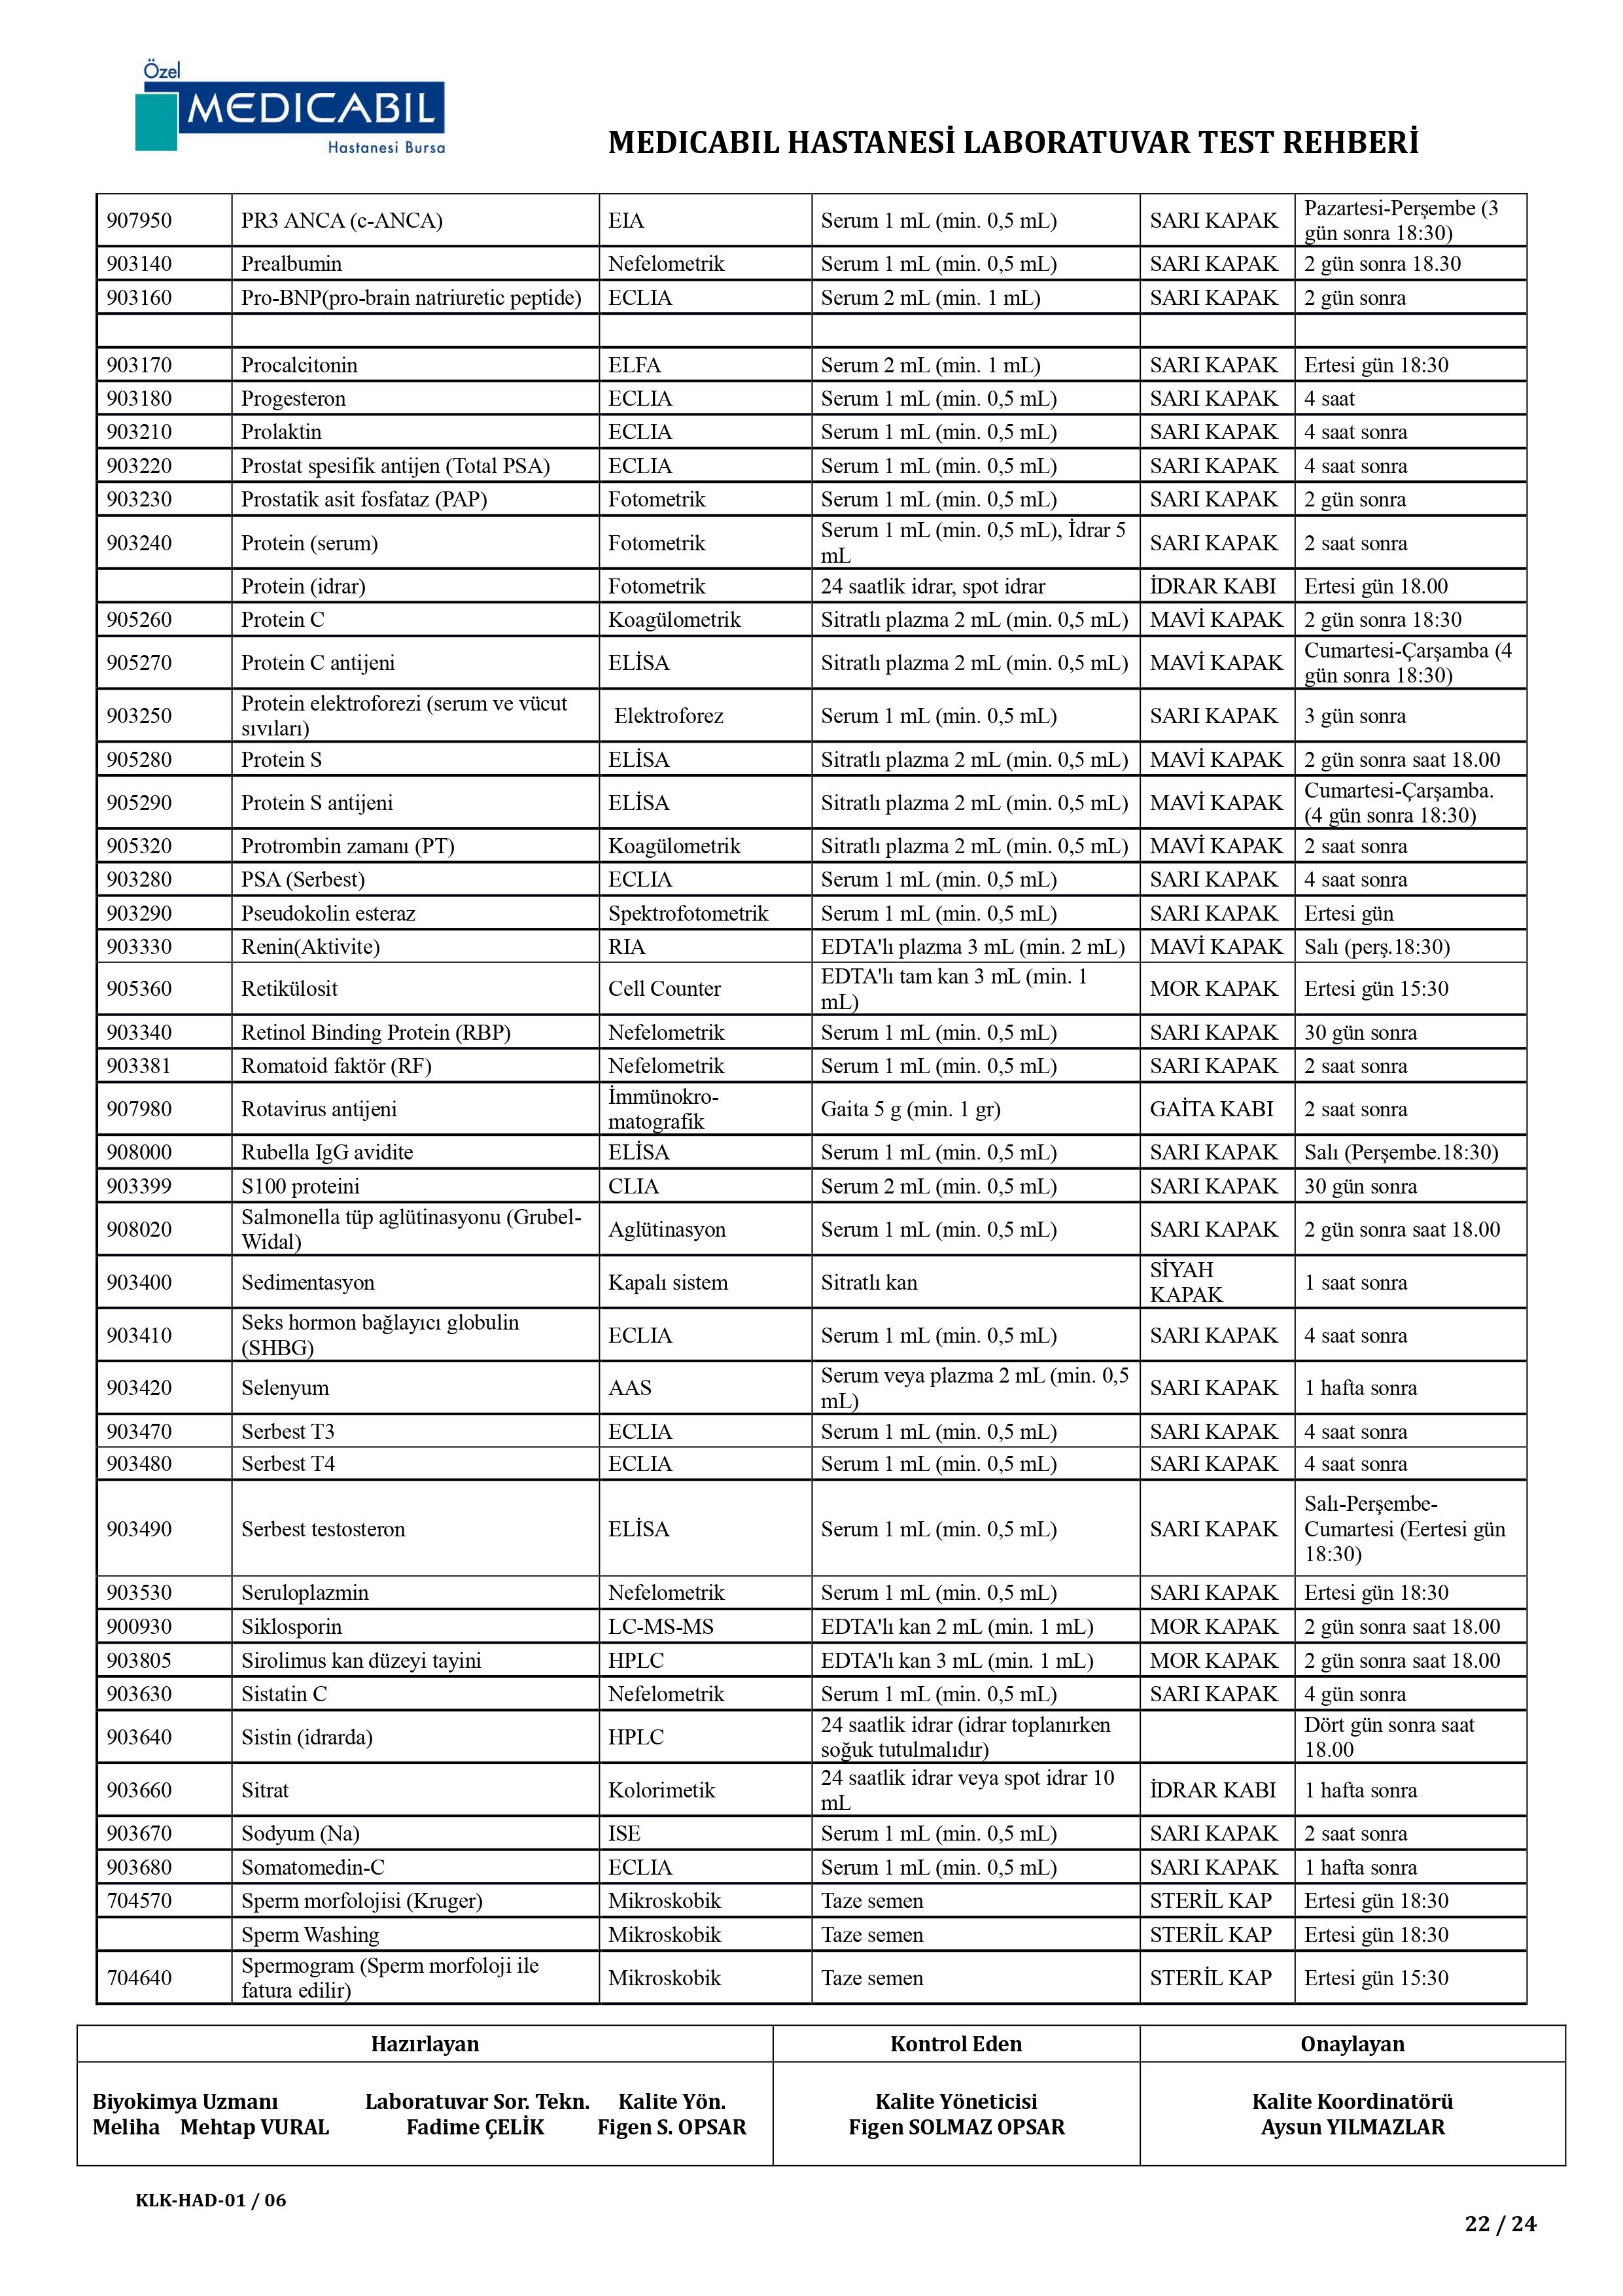 Özel
MEDICABIL
Hastanesi Bursa
MEDICABIL HASTANESİ LABORATUVAR TEST REHBERİ
907950 PR3 ANCA (c-ANCA) EIA Serum 1 mL (min. 0,5 mL) SARI KAPAK Pazartesi-Perşembe (3
gün sonra 18:30)
903140 Prealbumin Nefelometrik Serum 1 mL (min. 0,5 mL) SARI KAPAK 2 gün sonra 18.30
903160 Pro-BNP(pro-brain natriuretic peptide) ECLIA Serum 2 mL (min. 1 mL) SARI KAPAK 2 gün sonra
903170 Procalcitonin ELFA Serum 2 mL (min. 1 mL) SARI KAPAK Ertesi gün 18:30
903180 Progesteron ECLIA Serum 1 mL (min. 0,5 mL) SARI KAPAK 4 saat
903210 Prolaktin ECLIA Serum 1 mL (min. 0,5 mL) SARI KAPAK 4 saat sonra
903220 Prostat spesifik antijen (Total PSA) ECLIA Serum 1 mL (min. 0,5 mL) SARI KAPAK 4 saat sonra
903230 Prostatik asit fosfataz (PAP) Fotometrik Serum 1 mL (min. 0,5 mL) SARI KAPAK 2 gün sonra
903240 Protein (serum) Fotometrik Serum 1 mL (min. 0,5 mL), İdrar 5
mL SARI KAPAK 2 saat sonra
Protein (idrar) Fotometrik 24 saatlik idrar, spot idrar İDRAR KABI Ertesi gün 18.00
905260 Protein C Koagülometrik Sitratlı plazma 2 mL (min. 0,5 mL) MAVİ KAPAK 2 gün sonra 18:30
905270 Protein C antijeni ELİSA Sitratlı plazma 2 mL (min. 0,5 mL) MAVİ KAPAK Cumartesi-Çarşamba (4
gün sonra 18:30)
903250 Protein elektroforezi (serum ve vücut
sıvıları) Elektroforez Serum 1 mL (min. 0,5 mL) SARI KAPAK 3 gün sonra
905280 Protein S ELİSA Sitratlı plazma 2 mL (min. 0,5 mL) MAVİ KAPAK 2 gün sonra saat 18.00
905290 Protein S antijeni ELİSA Sitratlı plazma 2 mL (min. 0,5 mL) MAVİ KAPAK Cumartesi-Çarşamba.
(4 gün sonra 18:30)
905320 Protrombin zamanı (PT) Koagülometrik Sitratlı plazma 2 mL (min. 0,5 mL) MAVİ KAPAK 2 saat sonra
903280 PSA (Serbest) ECLIA Serum 1 mL (min. 0,5 mL) SARI KAPAK 4 saat sonra
903290 Pseudokolin esteraz Spektrofotometrik Serum 1 mL (min. 0,5 mL) SARI KAPAK Ertesi gün
903330 Renin(Aktivite) RIA EDTA'lı plazma 3 mL (min. 2 mL) MAVİ KAPAK Salı (perş.18:30)
905360 Retikülosit Cell Counter EDTA'lı tam kan 3 mL (min. 1
mL) MOR KAPAK Ertesi gün 15:30
903340 Retinol Binding Protein (RBP) Nefelometrik Serum 1 mL (min. 0,5 mL) SARI KAPAK 30 gün sonra
903381 Romatoid faktör (RF) Nefelometrik Serum 1 mL (min. 0,5 mL) SARI KAPAK 2 saat sonra
907980 Rotavirus antijeni İmmünokro-
matografik Gaita 5 g (min. 1 gr) GAİTA KABI 2 saat sonra
908000 Rubella IgG avidite ELİSA Serum 1 mL (min. 0,5 mL) SARI KAPAK Salı (Perşembe.18:30)
903399 S100 proteini CLIA Serum 2 mL (min. 0,5 mL) SARI KAPAK 30 gün sonra
908020 Salmonella tüp aglütinasyonu (Grubel-
Widal) Aglütinasyon Serum 1 mL (min. 0,5 mL) SARI KAPAK 2 gün sonra saat 18.00
903400 Sedimentasyon Kapalı sistem Sitratlı kan SİYAH
KAPAK 1 saat sonra
903410 Seks hormon bağlayıcı globulin
(SHBG) ECLIA Serum 1 mL (min. 0,5 mL) SARI KAPAK 4 saat sonra
903420 Selenyum AAS Serum veya plazma 2 mL (min. 0,5
mL) SARI KAPAK 1 hafta sonra
903470 Serbest T3 ECLIA Serum 1 mL (min. 0,5 mL) SARI KAPAK 4 saat sonra
903480 Serbest T4 ECLIA Serum 1 mL (min. 0,5 mL) SARI KAPAK 4 saat sonra
903490 Serbest testosteron ELİSA Serum 1 mL (min. 0,5 mL) SARI KAPAK Salı-Perşembe-
Cumartesi (Eertesi gün
18:30)
903530 Seruloplazmin Nefelometrik Serum 1 mL (min. 0,5 mL) SARI KAPAK Ertesi gün 18:30
900930 Siklosporin LC-MS-MS EDTA'lı kan 2 mL (min. 1 mL) MOR KAPAK 2 gün sonra saat 18.00
903805 Sirolimus kan düzeyi tayini HPLC EDTA'lı kan 3 mL (min. 1 mL) MOR KAPAK 2 gün sonra saat 18.00
903630 Sistatin C Nefelometrik Serum 1 mL (min. 0,5 mL) SARI KAPAK 4 gün sonra
903640 Sistin (idrarda) HPLC 24 saatlik idrar (idrar toplanırken
soğuk tutulmalıdır) Dört gün sonra saat
18.00
903660 Sitrat Kolorimetik 24 saatlik idrar veya spot idrar 10
mL İDRAR KABI 1 hafta sonra
903670 Sodyum (Na) ISE Serum 1 mL (min. 0,5 mL) SARI KAPAK 2 saat sonra
903680 Somatomedin-C ECLIA Serum 1 mL (min. 0,5 mL) SARI KAPAK 1 hafta sonra
704570 Sperm morfolojisi (Kruger) Mikroskobik Taze semen STERİL KAP Ertesi gün 18:30
Sperm Washing Mikroskobik Taze semen STERİL KAP Ertesi gün 18:30
704640 Spermogram (Sperm morfoloji ile
fatura edilir) Mikroskobik Taze semen STERİL KAP Ertesi gün 15:30
Hazırlayan Kontrol Eden Onaylayan
Biyokimya Uzmanı Laboratuvar Sor. Tekn. Kalite Yön. Kalite Yöneticisi Kalite Koordinatörü
Meliha Mehtap VURAL Fadime ÇELİK Figen S. OPSAR Figen SOLMAZ OPSAR Aysun YILMAZLAR
KLK-HAD-01 / 06
22 / 24